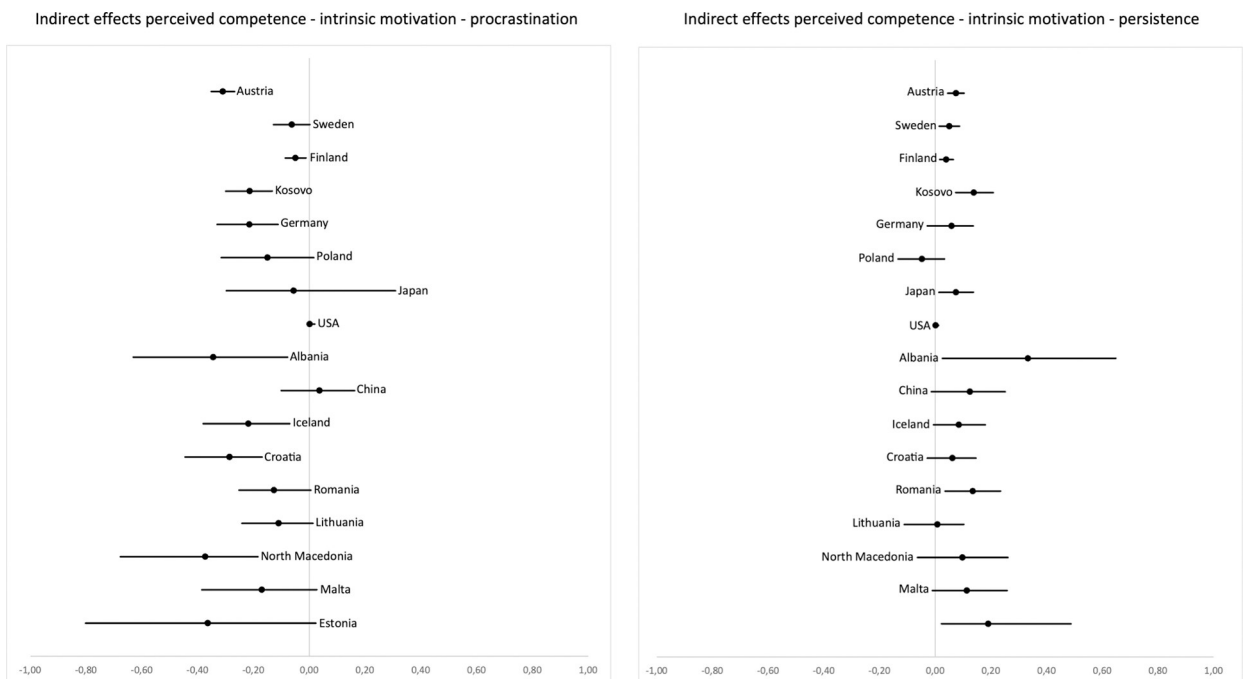 Indirect effects perceived competence - intrinsic motivation - procrastination
Austria
Sweden
Finland
Kosovo
Germany
Poland
Japan
USA
Albania
China
Iceland
Croatia
Romania
Lithuania
North Macedonia
Malta
Estonia
-1,00 -0,80 -0,60 -0,40 -0,20 0,00 0,20 0,40 0,60 0,80 1,00
Indirect effects perceived competence - intrinsic motivation - persistence
Austria
Sweden
Finland
Kosovo
Germany
Poland
Japan
USA
Albania
China
Iceland
Croatia
Romania
Lithuania
North Macedonia
Malta
-1,00 -0,80 -0,60 -0,40 -0,20 0,00 0,20 0,40 0,60 0,80 1,00